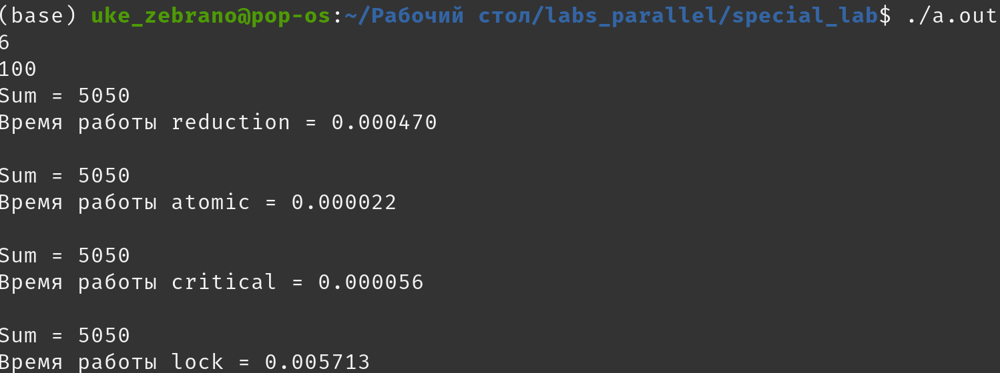 (base) uke_zebrano@pop-os:~/Рабочий стол/labs_parallel/special_lab$ ./a.out
6
100
Sum = 5050
Время работы reduction = 0.000470
Sum = 5050
Время работы atomic = 0.000022
Sum = 5050
Время работы critical = 0.000056
Sum = 5050
Время работы lock = 0.005713